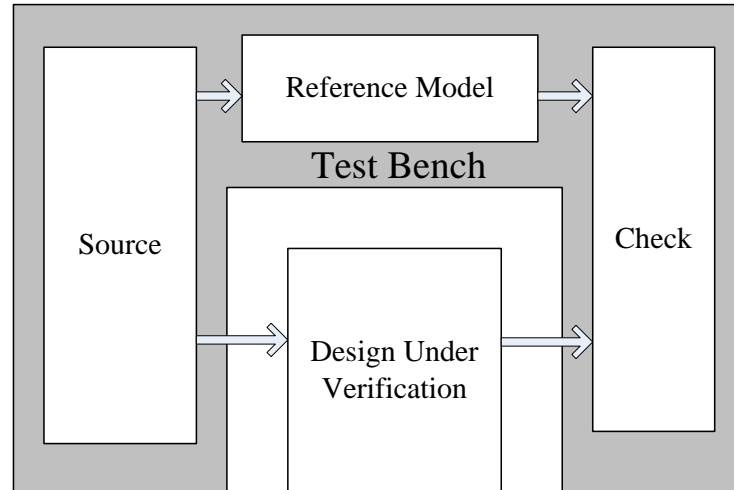 Reference Model
Test Bench
Source
Check
Design Under
Verification